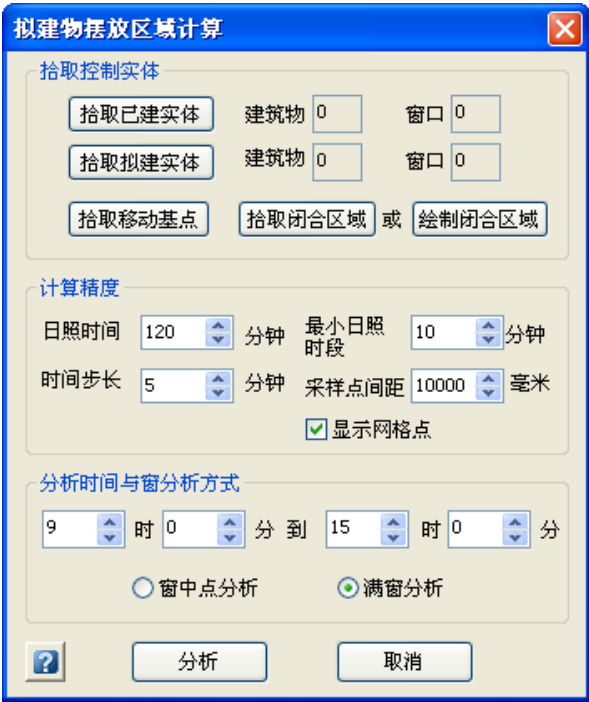 拟建物摆放区域计算
拾取控制实体
拾取已建实体 建筑物 0 窗口 0
拾取拟建实体 建筑物 0 窗口 0
拾取移动基点 拾取闭合区域 或 绘制闭合区域
计算精度
日照时间 120 分钟 最小日照时段 10 分钟
时间步长 5 分钟 采样点间距 10000 毫米
显示网格点
分析时间与窗分析方式
9 时 0 分 到 15 时 0 分
窗中点分析 满窗分析
? 分析 取消